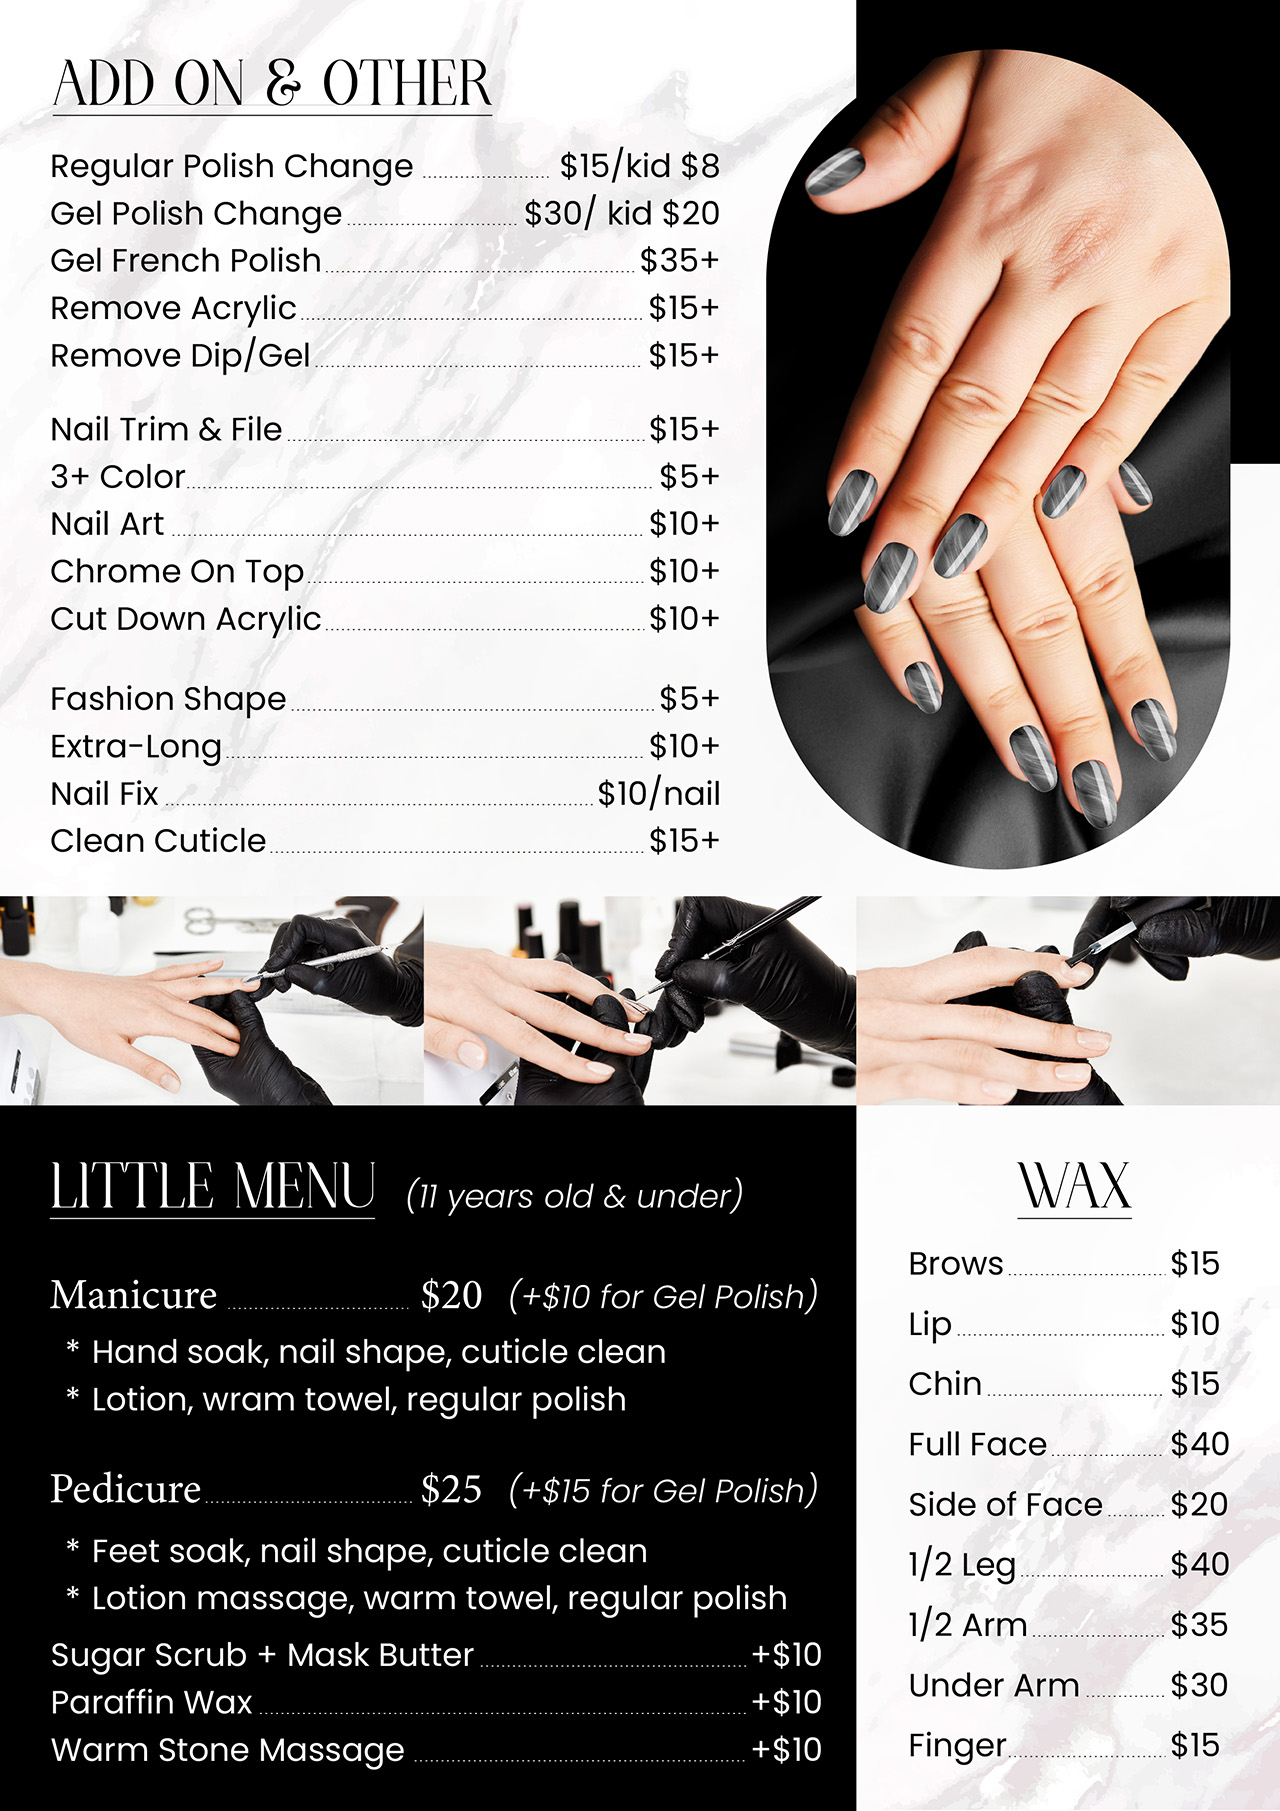 ADD ON & OTHER
Regular Polish Change $15/kid $8
Gel Polish Change $30/ kid $20
Gel French Polish $35+
Remove Acrylic $15+
Remove Dip/Gel $15+
Nail Trim & File $15+
3+ Color $5+
Nail Art $10+
Chrome On Top $10+
Cut Down Acrylic $10+
Fashion Shape $5+
Extra-Long $10+
Nail Fix $10/nail
Clean Cuticle $15+
LITTLE MENU (11 years old & under)
Manicure $20 (+$10 for Gel Polish)
* Hand soak, nail shape, cuticle clean
* Lotion, wram towel, regular polish
Pedicure $25 (+$15 for Gel Polish)
* Feet soak, nail shape, cuticle clean
* Lotion massage, warm towel, regular polish
Sugar Scrub + Mask Butter +$10
Paraffin Wax +$10
Warm Stone Massage +$10
WAX
Brows $15
Lip $10
Chin $15
Full Face $40
Side of Face $20
1/2 Leg $40
1/2 Arm $35
Under Arm $30
Finger $15